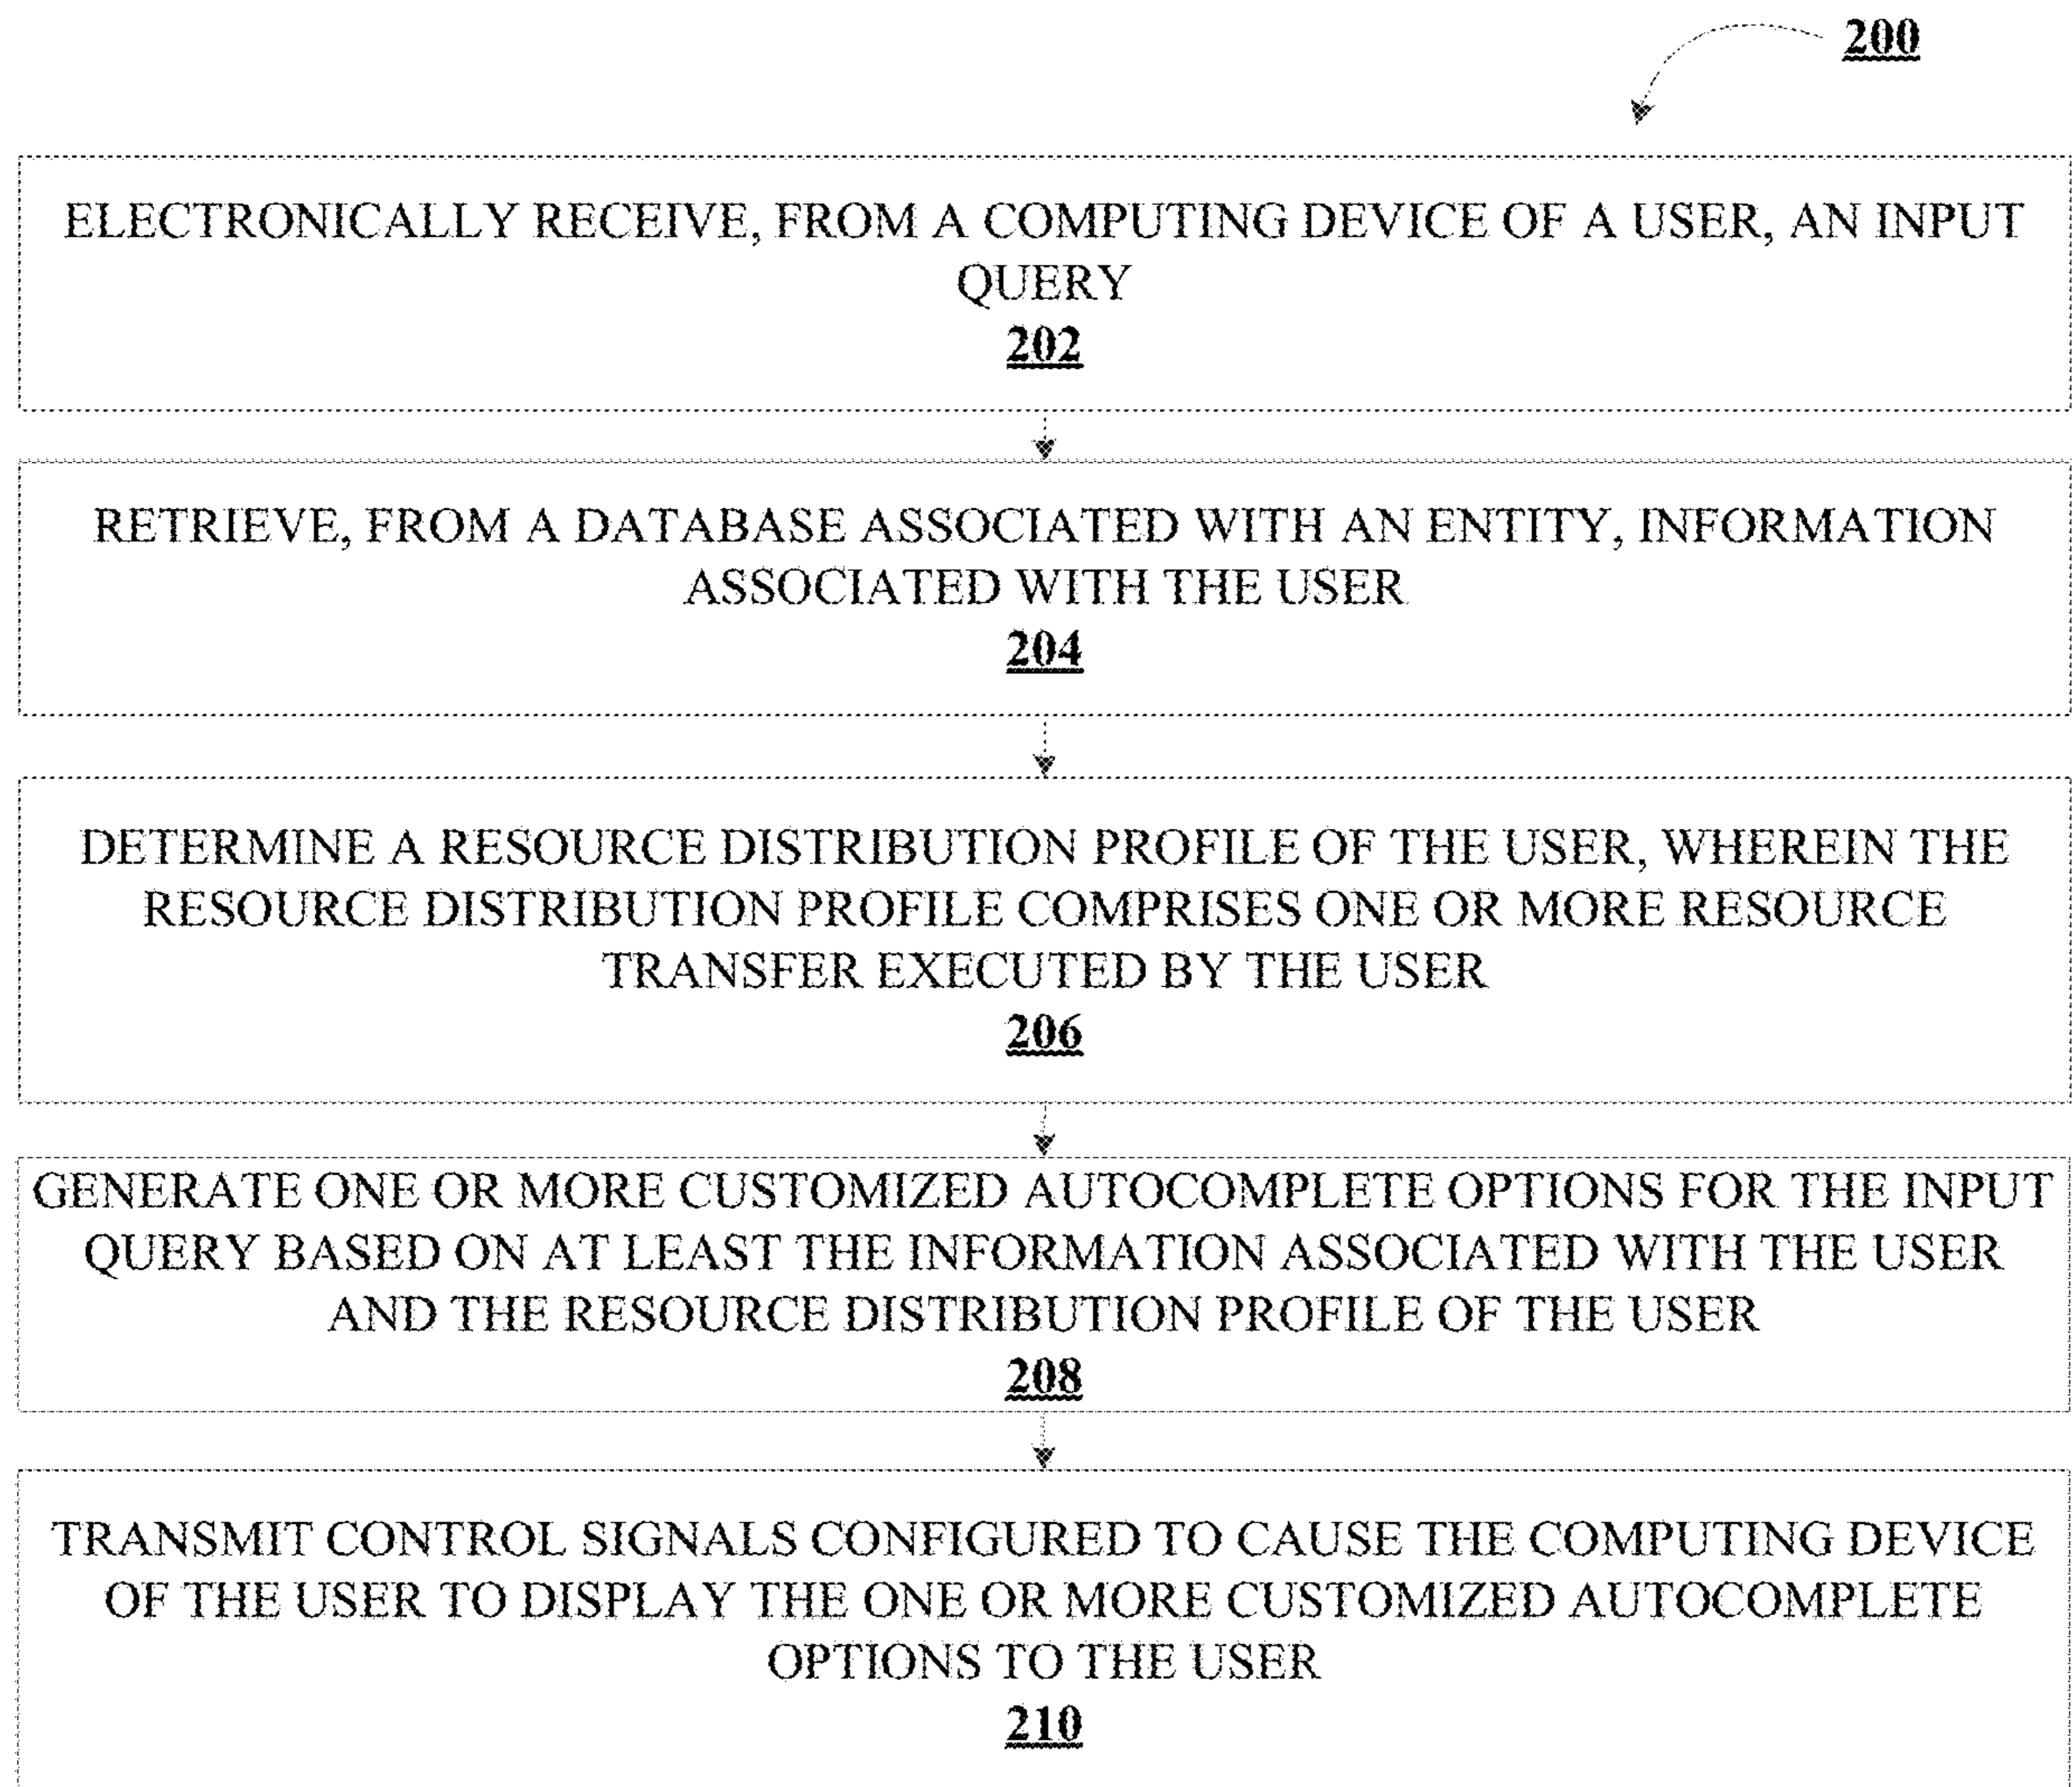 200
ELECTRONICALLY RECEIVE, FROM A COMPUTING DEVICE OF A USER, AN INPUT
QUERY
202
RETRIEVE, FROM A DATABASE ASSOCIATED WITH AN ENTITY, INFORMATION
ASSOCIATED WITH THE USER
204
DETERMINE A RESOURCE DISTRIBUTION PROFILE OF THE USER, WHEREIN THE
RESOURCE DISTRIBUTION PROFILE COMPRISES ONE OR MORE RESOURCE
TRANSFER EXECUTED BY THE USER
206
GENERATE ONE OR MORE CUSTOMIZED AUTOCOMPLETE OPTIONS FOR THE INPUT
QUERY BASED ON AT LEAST THE INFORMATION ASSOCIATED WITH THE USER
AND THE RESOURCE DISTRIBUTION PROFILE OF THE USER
208
TRANSMIT CONTROL SIGNALS CONFIGURED TO CAUSE THE COMPUTING DEVICE
OF THE USER TO DISPLAY THE ONE OR MORE CUSTOMIZED AUTOCOMPLETE
OPTIONS TO THE USER
210